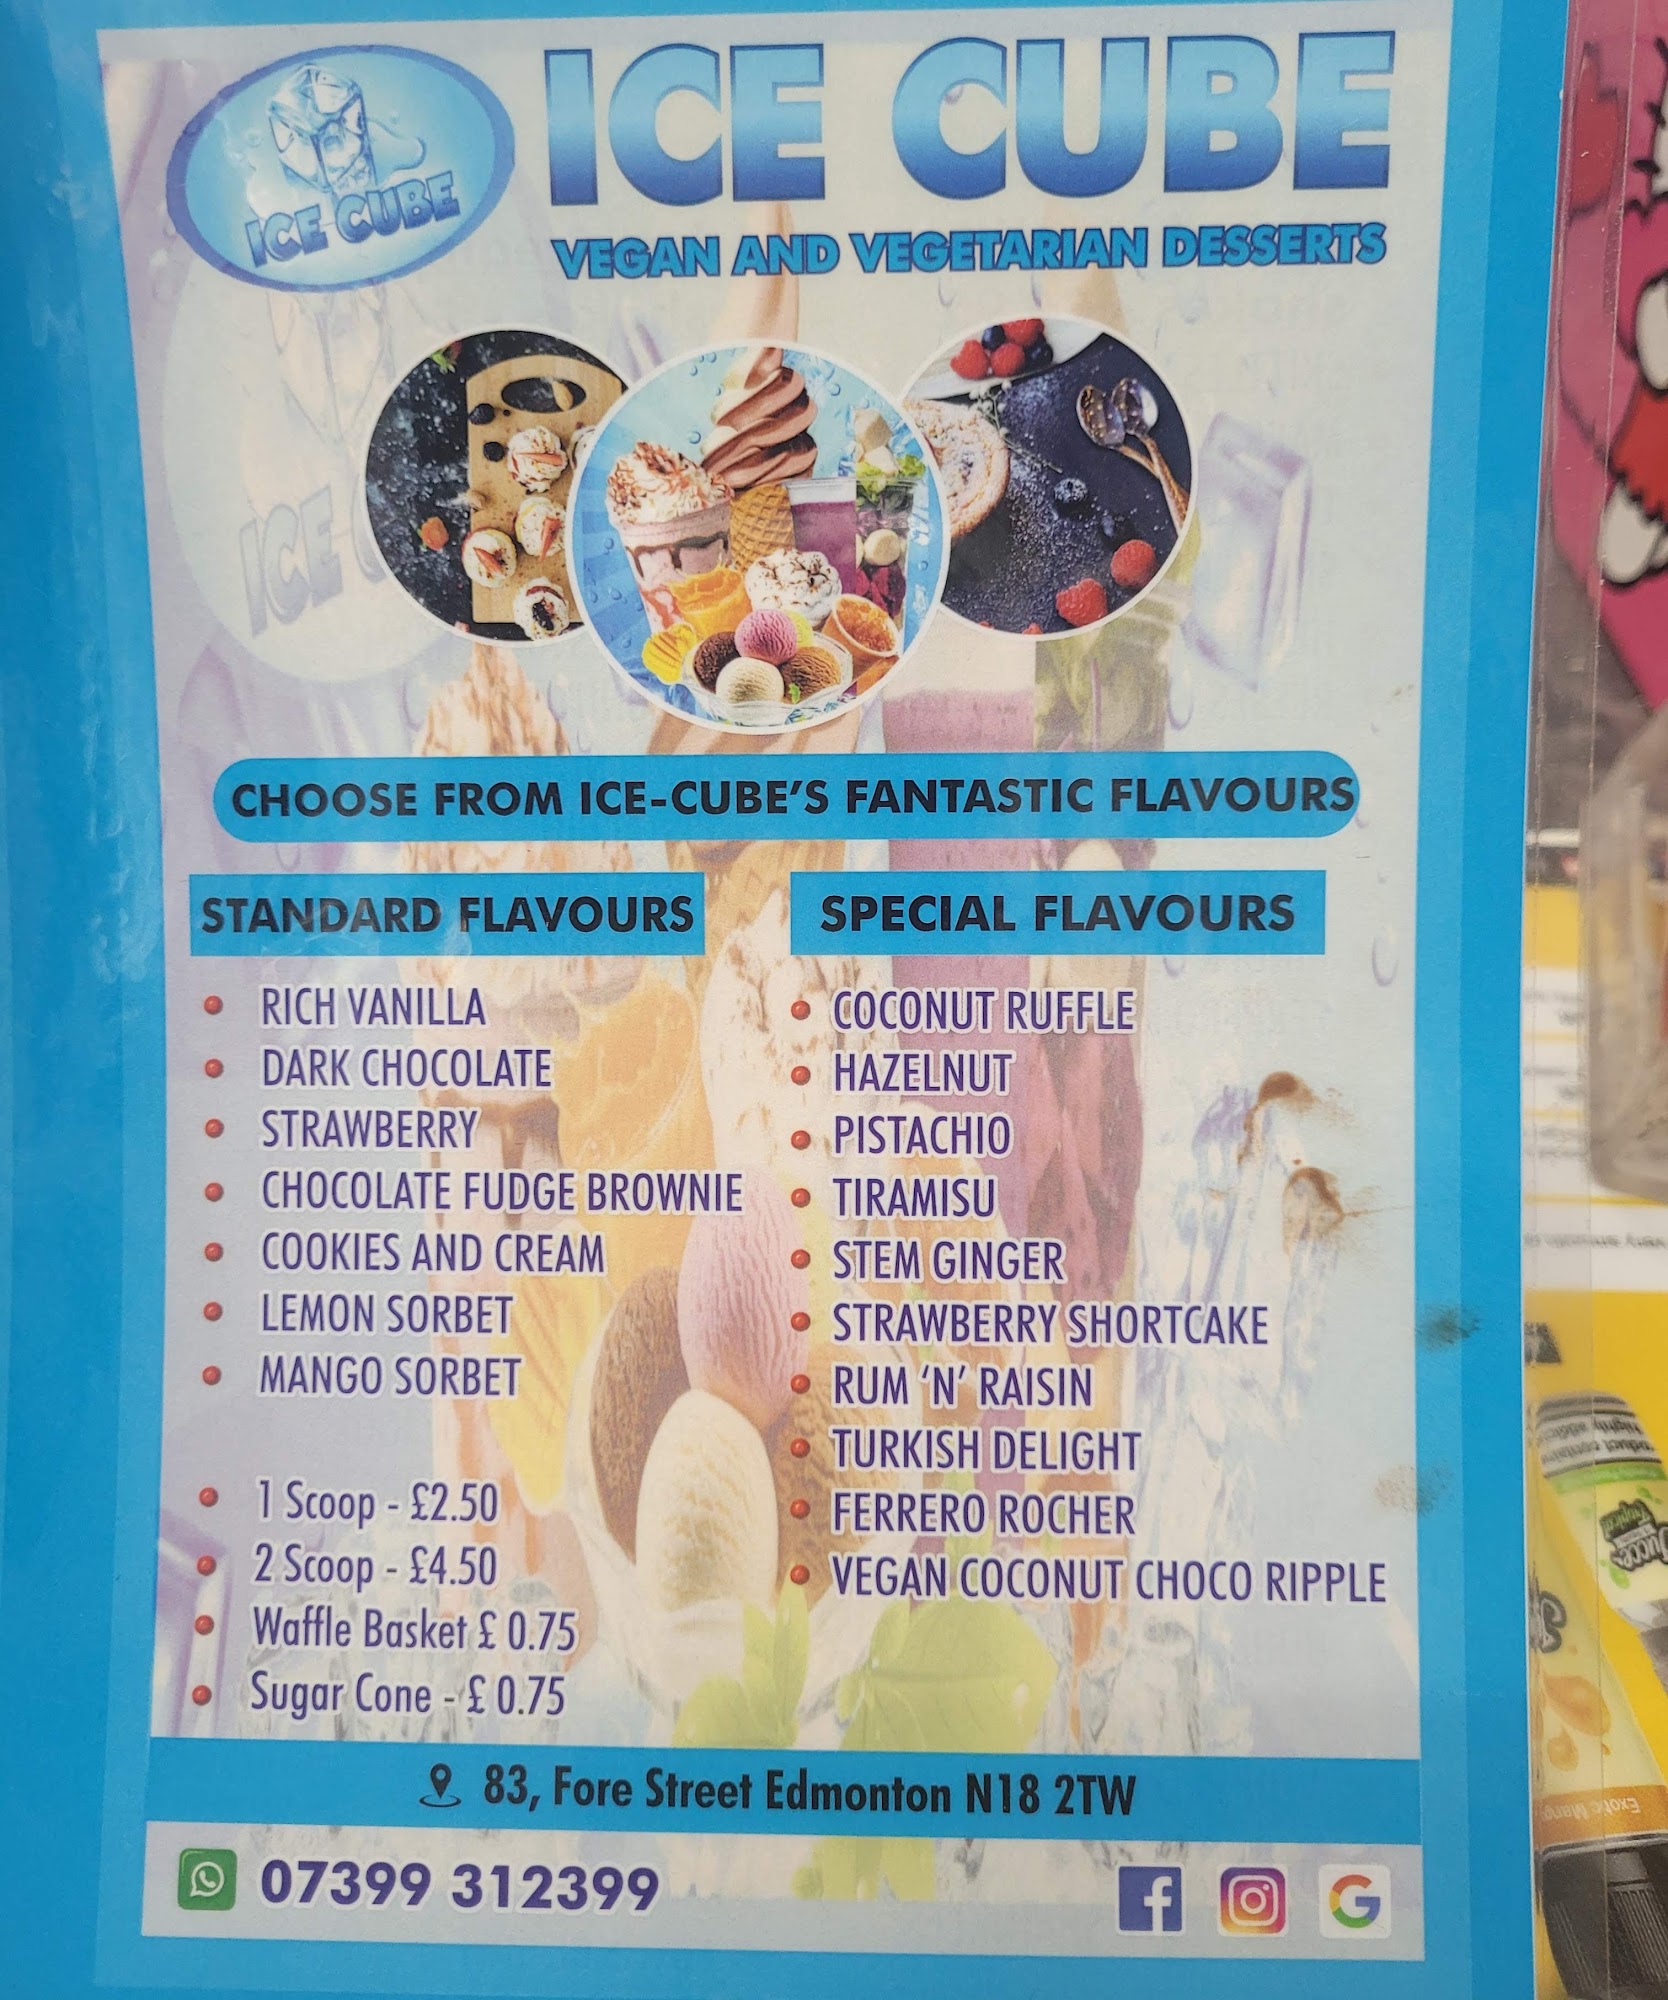 ICE CUBE
ICE CUBE
VEGAN AND VEGETARIAN DESSERTS
CHOOSE FROM ICE-CUBE'S FANTASTIC FLAVOURS
STANDARD FLAVOURS
RICH VANILLA
DARK CHOCOLATE
STRAWBERRY
CHOCOLATE FUDGE BROWNIE
COOKIES AND CREAM
LEMON SORBET
MANGO SORBET
1 Scoop - £2.50
2 Scoop - £4.50
Waffle Basket £ 0.75
Sugar Cone - £ 0.75
SPECIAL FLAVOURS
COCONUT RUFFLE
HAZELNUT
PISTACHIO
TIRAMISU
STEM GINGER
STRAWBERRY SHORTCAKE
RUM 'N' RAISIN
TURKISH DELIGHT
FERRERO ROCHER
VEGAN COCONUT CHOCO RIPPLE
83, Fore Street Edmonton N18 2TW
07399 312399